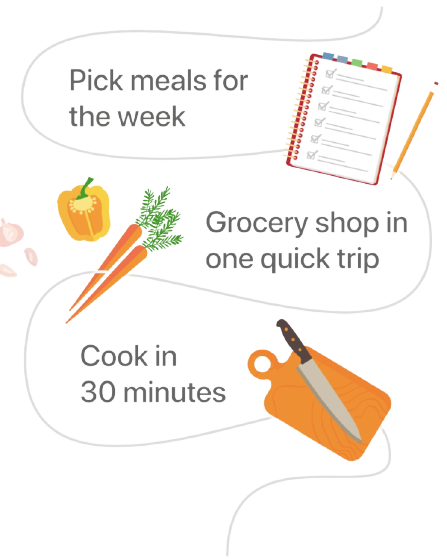 Pick meals for
the week
Grocery shop in
one quick trip
Cook in
30 minutes